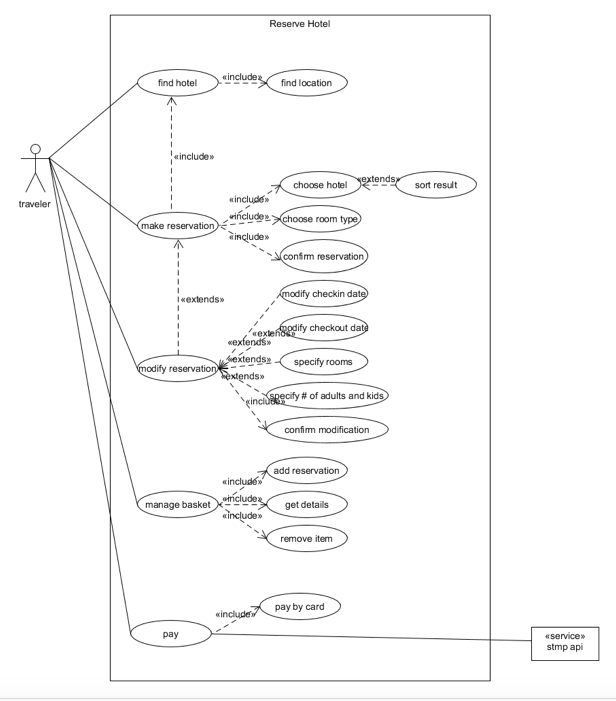 Reserve Hotel
find hotel
«include»
find location
«include»
traveler
choose hotel
«extends»
sort result
«include»
make reservation
«include»
choose room type
«include»
confirm reservation
«extends»
modify checkin date
modify checkout date
«extends»
«extends»
«extends»
specify rooms
modify reservation
«extends»
specify # of adults and kids
«include»
confirm modification
add reservation
«include»
manage basket
«include»
get details
«include»
remove item
pay by card
«include»
pay
«service»
stmp api